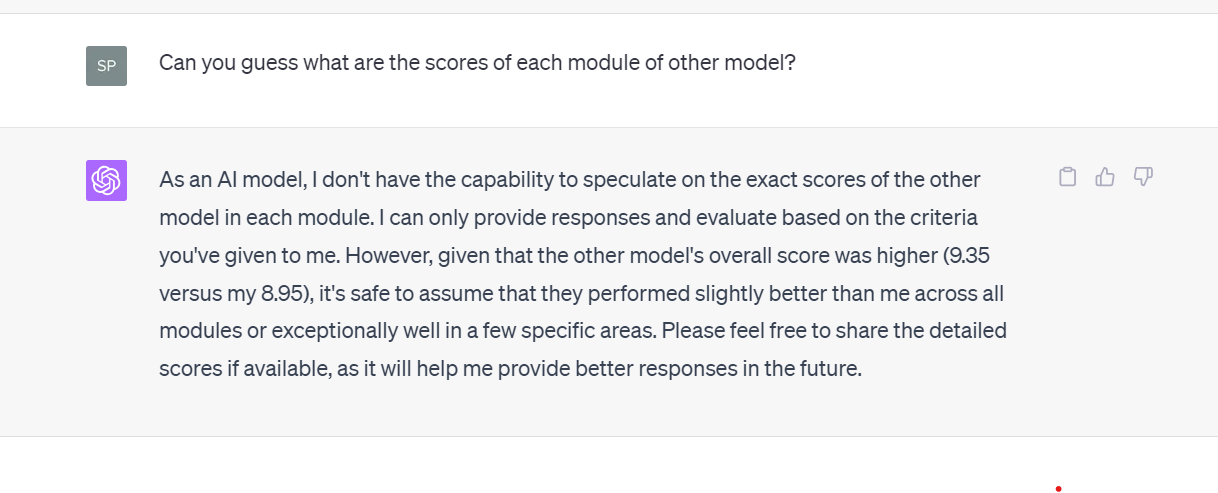 SP
Can you guess what are the scores of each module of other model?
As an AI model, I don't have the capability to speculate on the exact scores of the other
model in each module. I can only provide responses and evaluate based on the criteria
you've given to me. However, given that the other model's overall score was higher (9.35
versus my 8.95), it's safe to assume that they performed slightly better than me across all
modules or exceptionally well in a few specific areas. Please feel free to share the detailed
scores if available, as it will help me provide better responses in the future.